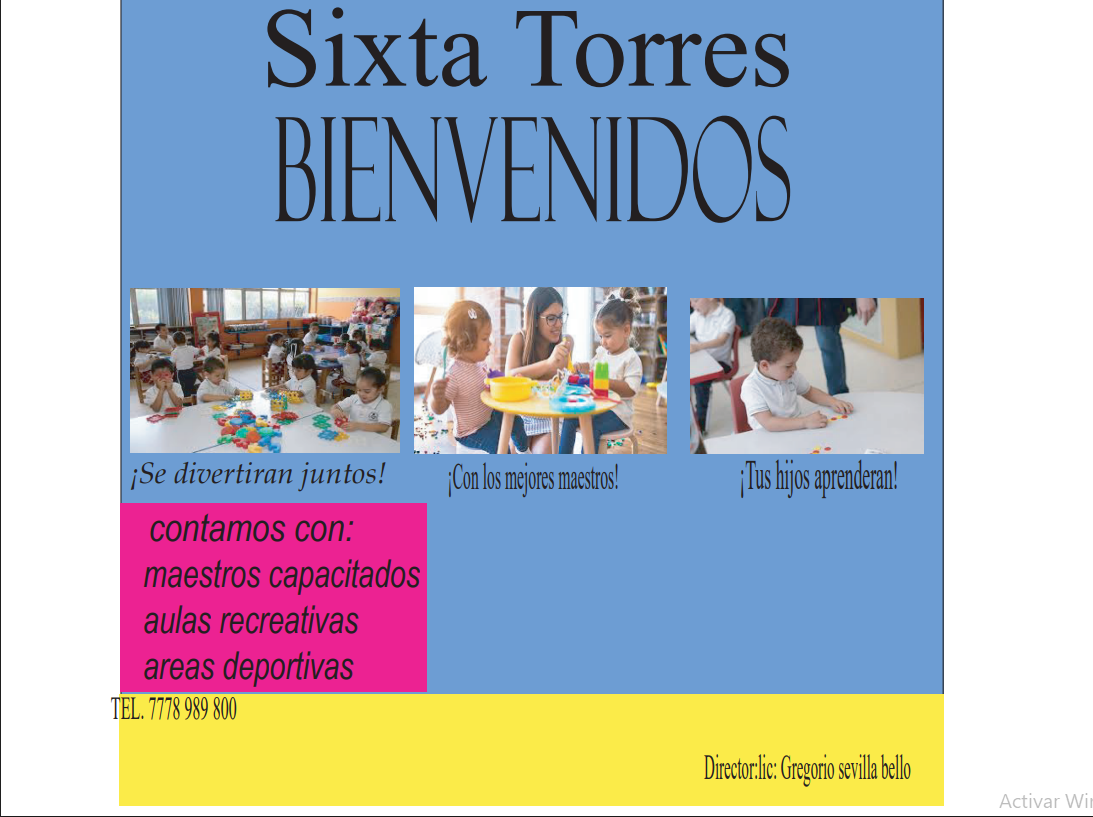 Sixta Torres
BIENVENIDOS
¡Se divertiran juntos!
¡Con los mejores maestros!
¡Tus hijos aprenderan!
contamos con:
maestros capacitados
aulas recreativas
areas deportivas
TEL. 7778 989 800
Director:lic: Gregorio sevilla bello
Activar